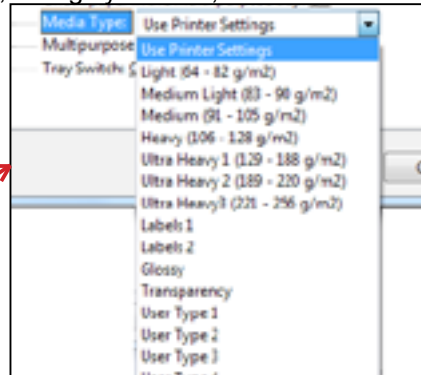 Media Type: Use Printer Settings
Multipurpose Use Printer Settings
Tray Switch: Light (64 - 82 g/m2)
Medium Light (83 - 90 g/m2)
Medium (91 - 105 g/m2)
Heavy (106 - 128 g/m2)
Ultra Heavy 1 (129 - 188 g/m2)
Ultra Heavy 2 (189 - 220 g/m2)
Ultra Heavy3 (221 - 256 g/m2)
Labels 1
Labels 2
Glossy
Transparency
User Type 1
User Type 2
User Type 3